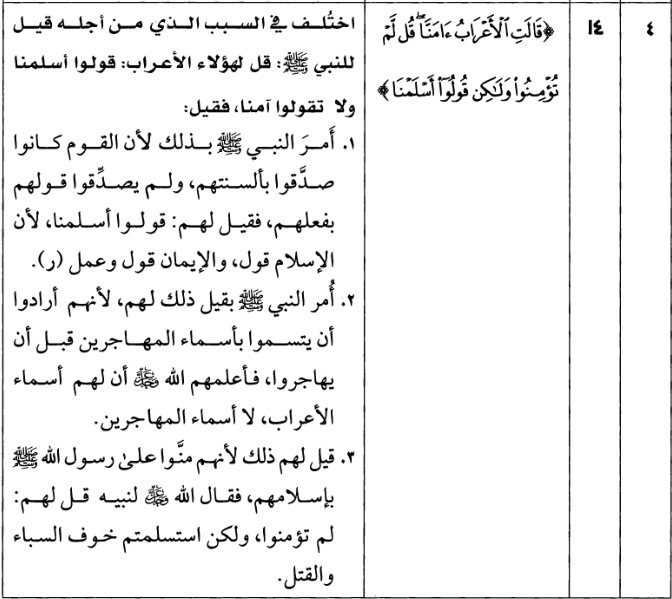 ٤
١٤
﴿قَالَتِ ٱلۡأَعۡرَابُ ءَامَنَّاۖ قُل لَّمۡ
تُؤۡمِنُواْ وَلَٰكِن قُولُوٓاْ أَسۡلَمۡنَا﴾
اختُلف في السبب الذي من أجله قيل
للنبي ﷺ: قل لهؤلاء الأعراب: قولوا أسلمنا
ولا تقولوا آمنا، فقيل:
١. أَمرَ النبي ﷺ بذلك لأن القوم كانوا
صدَّقوا بألسنتهم، ولم يصدِّقوا قولهم
بفعلهم، فقيل لهم: قولوا أسلمنا، لأن
الإسلام قول، والإيمان قول وعمل (ر).
٢. أُمر النبي ﷺ بقيل ذلك لهم، لأنهم أرادوا
أن يتسموا بأسماء المهاجرين قبل أن
يهاجروا، فأعلمهم الله ﷻ أن لهم أسماء
الأعراب، لا أسماء المهاجرين.
٣. قيل لهم ذلك لأنهم منَّوا على رسول الله ﷺ
بإسلامهم، فقال الله ﷻ لنبيه قل لهم:
لم تؤمنوا، ولكن استسلمتم خوف السباء
والقتل.